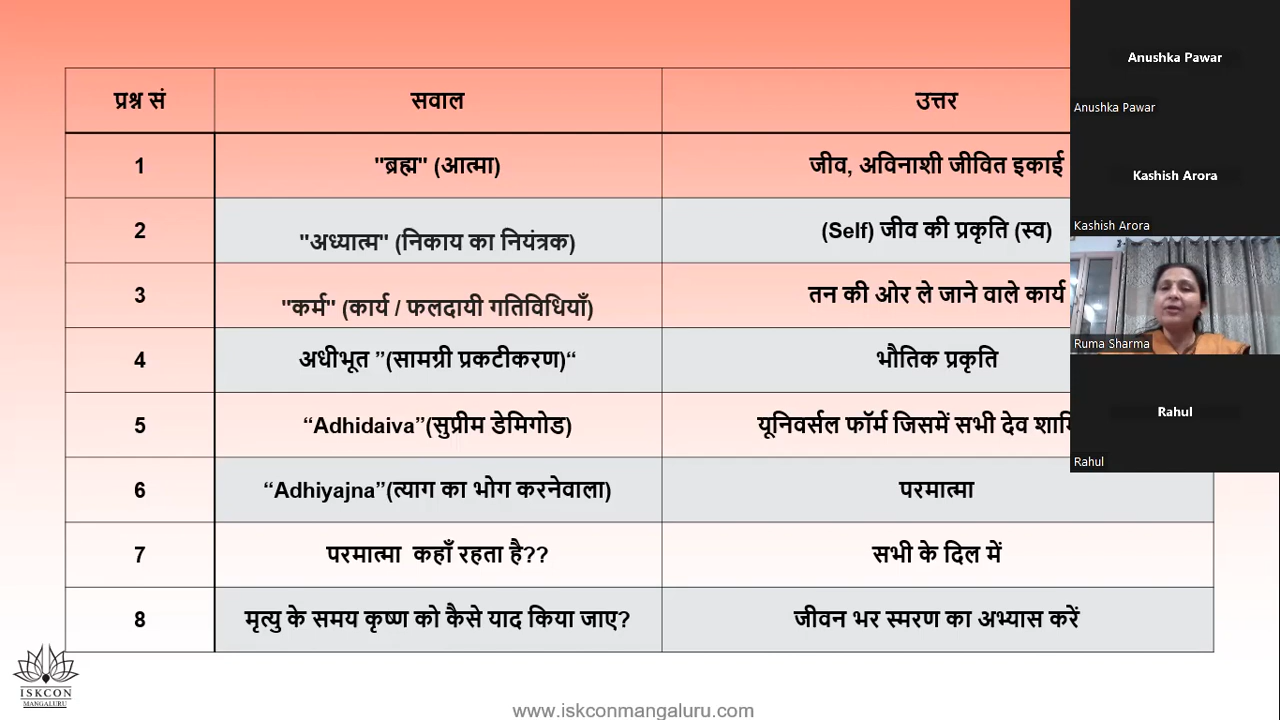 प्रश्न सं सवाल उत्तर
1 "ब्रह्म" (आत्मा) जीव, अविनाशी जीवित इकाई
2 "अध्यात्म" (निकाय का नियंत्रक) (Self) जीव की प्रकृति (स्व)
3 "कर्म" (कार्य / फलदायी गतिविधियाँ) तन की ओर ले जाने वाले कार्य
4 अधीभूत ”(सामग्री प्रकटीकरण)“ भौतिक प्रकृति
5 “Adhidaiva”(सुप्रीम डेमिगोड) यूनिवर्सल फॉर्म जिसमें सभी देव
6 “Adhiyajna”(त्याग का भोग करनेवाला) परमात्मा
7 परमात्मा कहाँ रहता है?? सभी के दिल में
8 मृत्यु के समय कृष्ण को कैसे याद किया जाए? जीवन भर स्मरण का अभ्यास करें
ISKCON
MANGALURU
www.iskconmangaluru.com
Anushka Pawar
Anushka Pawar
Kashish Arora
Kashish Arora
Ruma Sharma
Rahul
Rahul